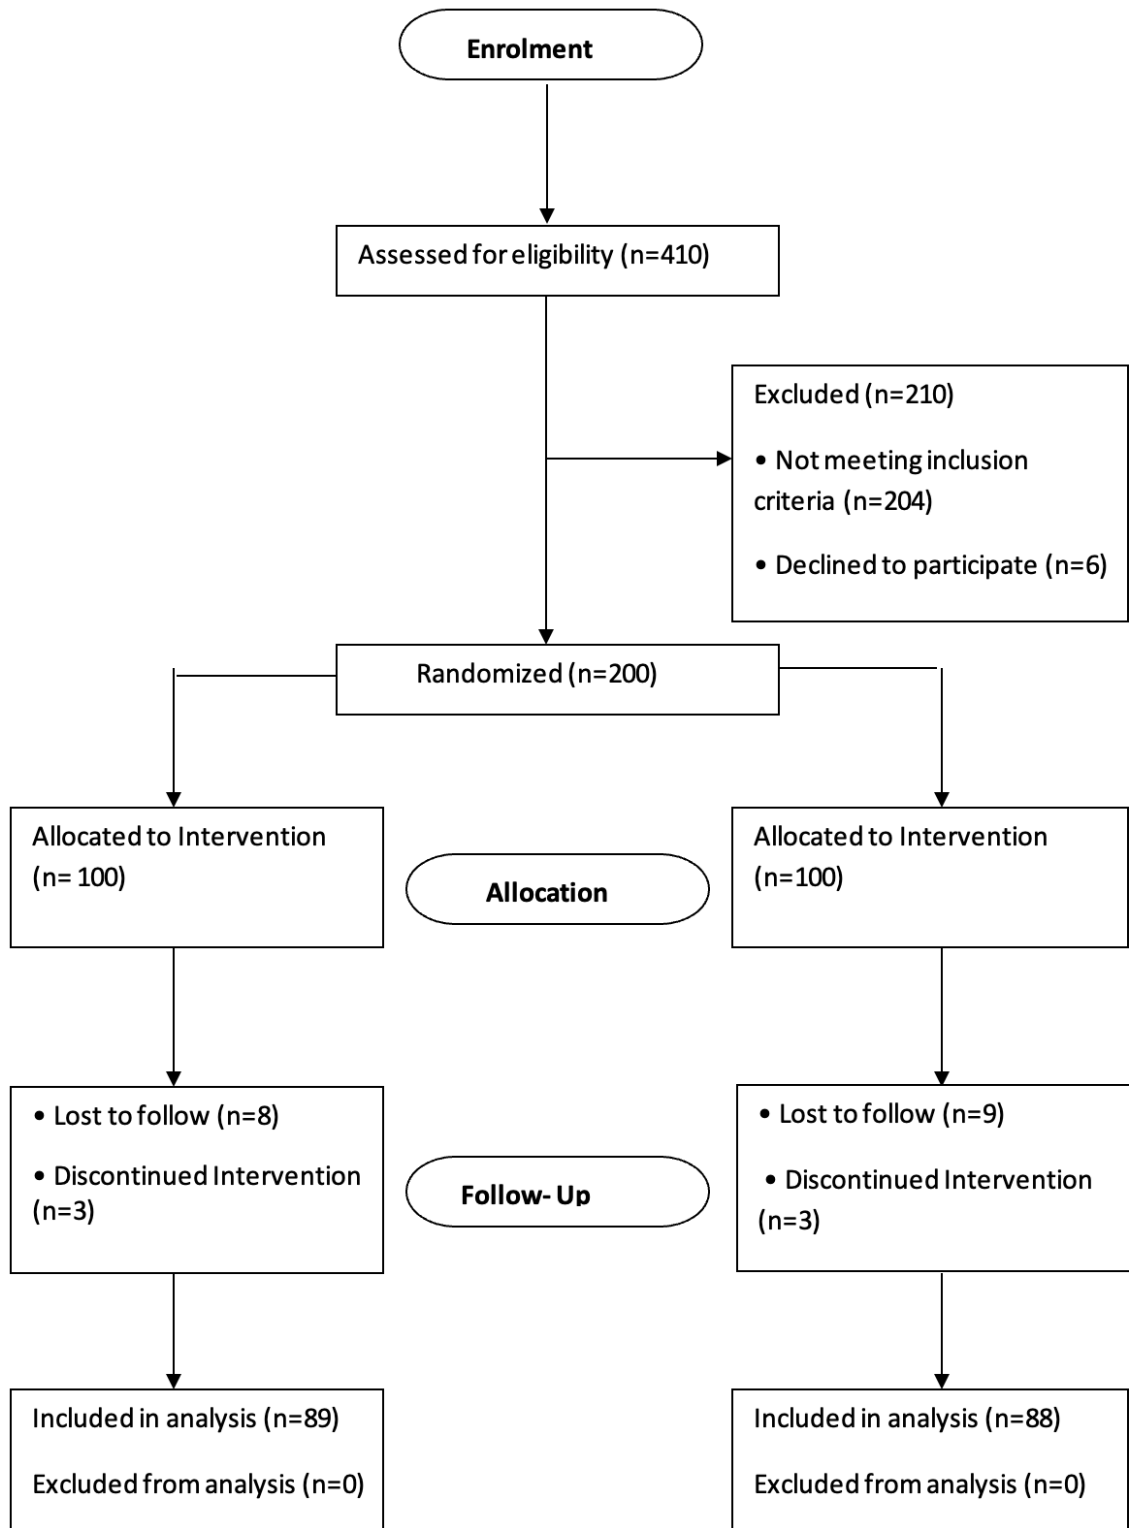 Enrolment
Assessed for eligibility (n=410)
Excluded (n=210)
• Not meeting inclusion
criteria (n=204)
• Declined to participate (n=6)
Randomized (n=200)
Allocated to Intervention
(n= 100)
Allocation
Allocated to Intervention
(n=100)
• Lost to follow (n=8)
• Discontinued Intervention
(n=3)
Follow- Up
• Lost to follow (n=9)
• Discontinued Intervention
(n=3)
Included in analysis (n=89)
Excluded from analysis (n=0)
Included in analysis (n=88)
Excluded from analysis (n=0)